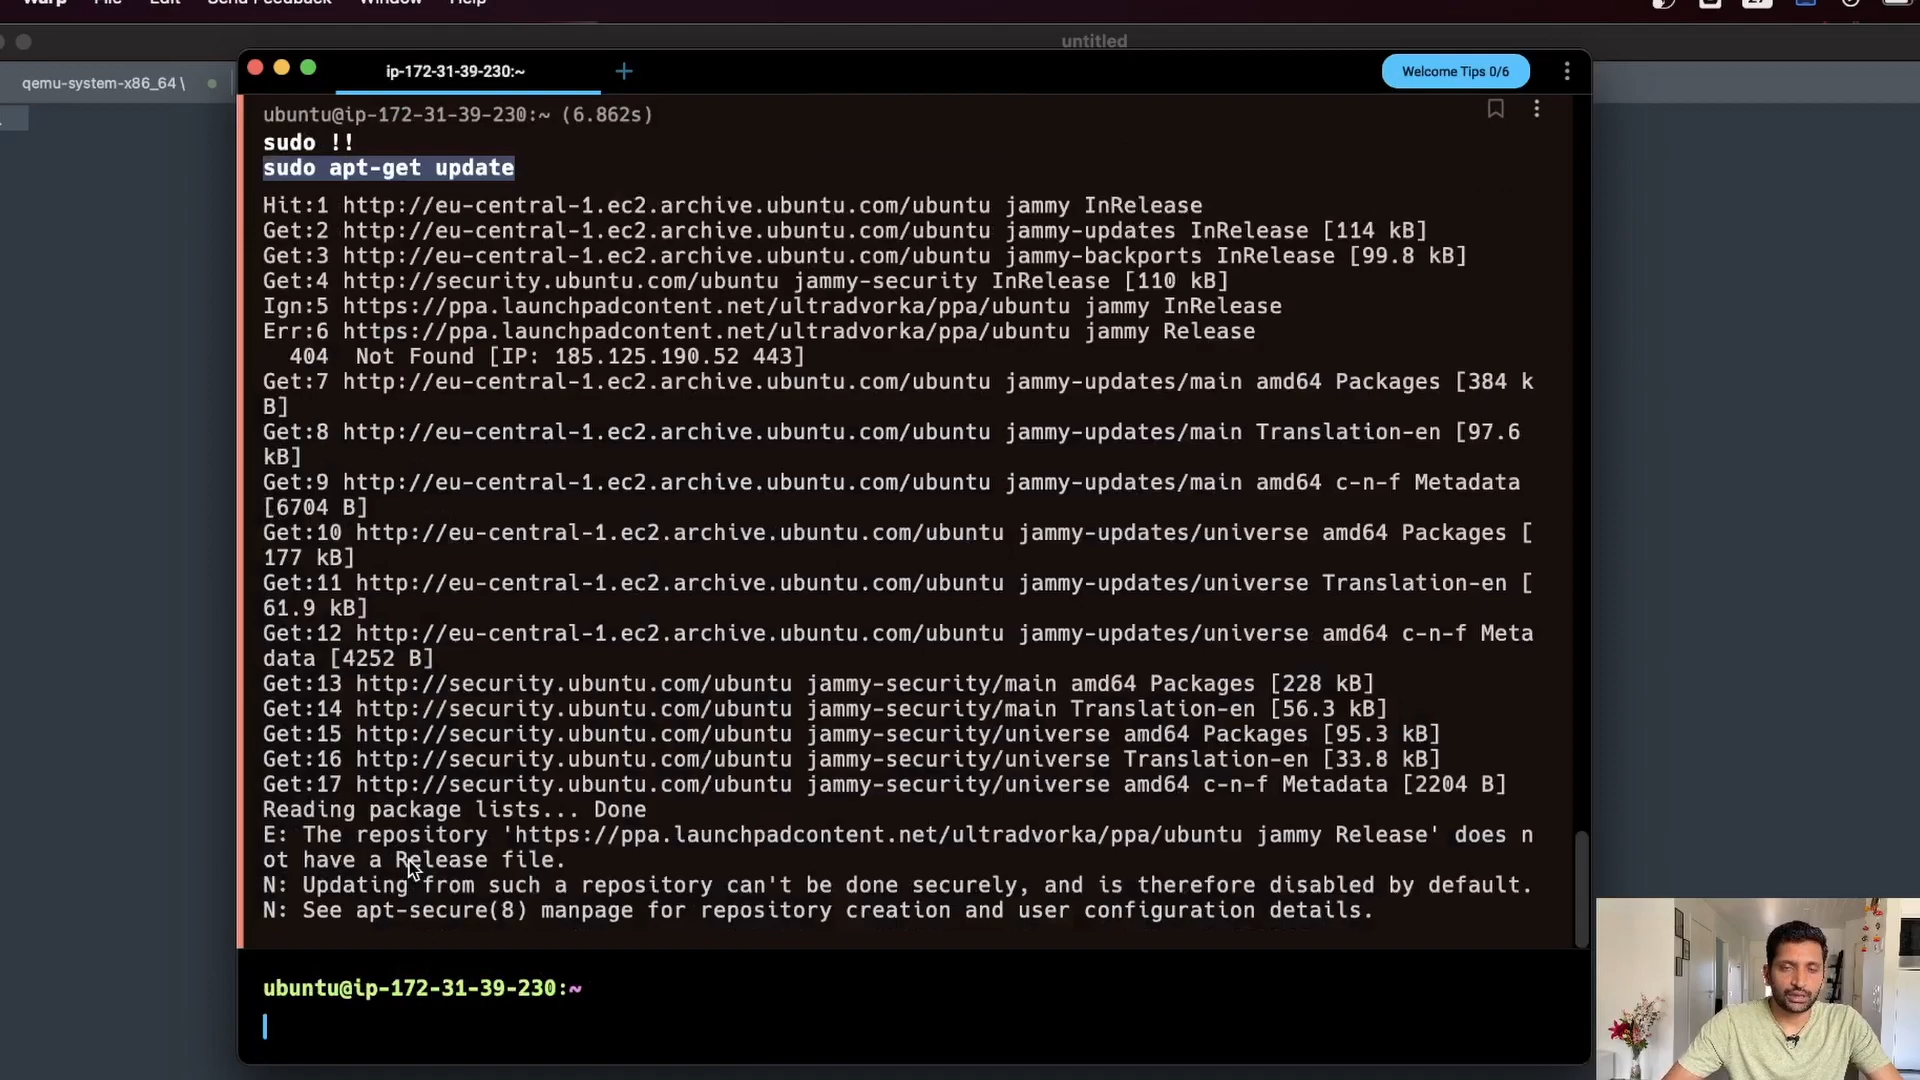 Warp File Edit Send Feedback Window Help
untitled
qemu-system-x86_64 \
ip-172-31-39-230:~
Welcome Tips 0/6
ubuntu@ip-172-31-39-230:~ (6.862s)
sudo !!
sudo apt-get update
Hit:1 http://eu-central-1.ec2.archive.ubuntu.com/ubuntu jammy InRelease
Get:2 http://eu-central-1.ec2.archive.ubuntu.com/ubuntu jammy-updates InRelease [114 kB]
Get:3 http://eu-central-1.ec2.archive.ubuntu.com/ubuntu jammy-backports InRelease [99.8 kB]
Get:4 http://security.ubuntu.com/ubuntu jammy-security InRelease [110 kB]
Ign:5 https://ppa.launchpadcontent.net/ultradvorka/ppa/ubuntu jammy InRelease
Err:6 https://ppa.launchpadcontent.net/ultradvorka/ppa/ubuntu jammy Release
404 Not Found [IP: 185.125.190.52 443]
Get:7 http://eu-central-1.ec2.archive.ubuntu.com/ubuntu jammy-updates/main amd64 Packages [384 k
B]
Get:8 http://eu-central-1.ec2.archive.ubuntu.com/ubuntu jammy-updates/main Translation-en [97.6
kB]
Get:9 http://eu-central-1.ec2.archive.ubuntu.com/ubuntu jammy-updates/main amd64 c-n-f Metadata
[6704 B]
Get:10 http://eu-central-1.ec2.archive.ubuntu.com/ubuntu jammy-updates/universe amd64 Packages [
177 kB]
Get:11 http://eu-central-1.ec2.archive.ubuntu.com/ubuntu jammy-updates/universe Translation-en [
61.9 kB]
Get:12 http://eu-central-1.ec2.archive.ubuntu.com/ubuntu jammy-updates/universe amd64 c-n-f Meta
data [4252 B]
Get:13 http://security.ubuntu.com/ubuntu jammy-security/main amd64 Packages [228 kB]
Get:14 http://security.ubuntu.com/ubuntu jammy-security/main Translation-en [56.3 kB]
Get:15 http://security.ubuntu.com/ubuntu jammy-security/universe amd64 Packages [95.3 kB]
Get:16 http://security.ubuntu.com/ubuntu jammy-security/universe Translation-en [33.8 kB]
Get:17 http://security.ubuntu.com/ubuntu jammy-security/universe amd64 c-n-f Metadata [2204 B]
Reading package lists... Done
E: The repository 'https://ppa.launchpadcontent.net/ultradvorka/ppa/ubuntu jammy Release' does n
ot have a Release file.
N: Updating from such a repository can't be done securely, and is therefore disabled by default.
N: See apt-secure(8) manpage for repository creation and user configuration details.
ubuntu@ip-172-31-39-230:~